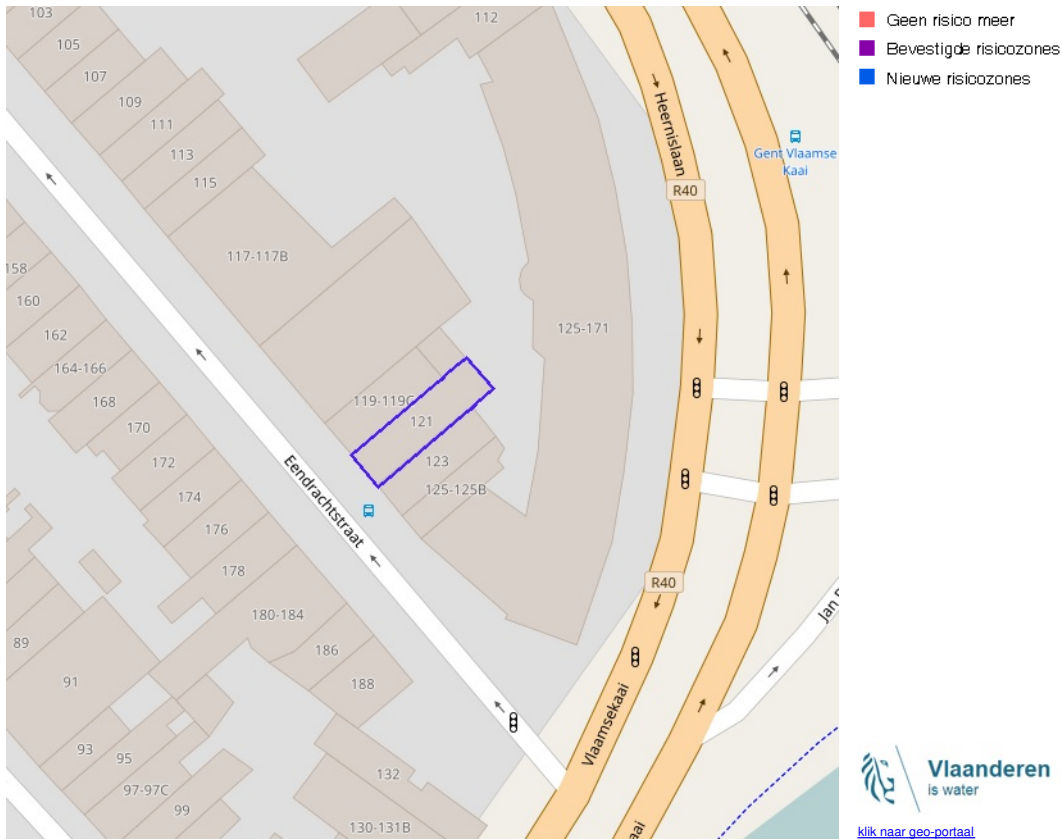 103
105
107
109
111
113
115
112
117-117B
158
160
162
164-166
168
170
172
174
176
178
180-184
186
188
119-119C
121
123
125-125B
125-171
Eendrachtstraat
Heernislaan
R40
Gent Vlaamse
Kaai
R40
Vlaamsekaai
89
91
93
95
97-97C
99
132
130-131B
Geen risico meer
Bevestigde risicozones
Nieuwe risicozones
Vlaanderen
is water
klik naar geo-portaal